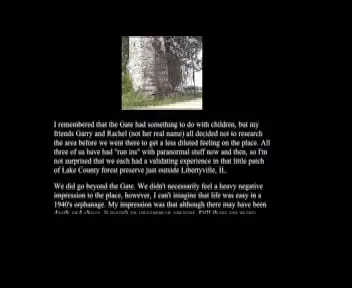 I remembered that the Gate had something to do with children, but my
friends Garry and Rachel (not her real name) all decided not to research
the area before we went there to get a less diluted feeling on the place. All
three of us have had "run ins" with paranormal stuff now and then, so I'm
not surprised that we each had a validating experience in that little patch
of Lake County forest preserve just outside Libertyville, IL.
We did go beyond the Gate. We didn't necessarily feel a heavy negative
impression to the place, however, I can't imagine that life was easy in a
1940's orphanage. My impression was that although there may have been